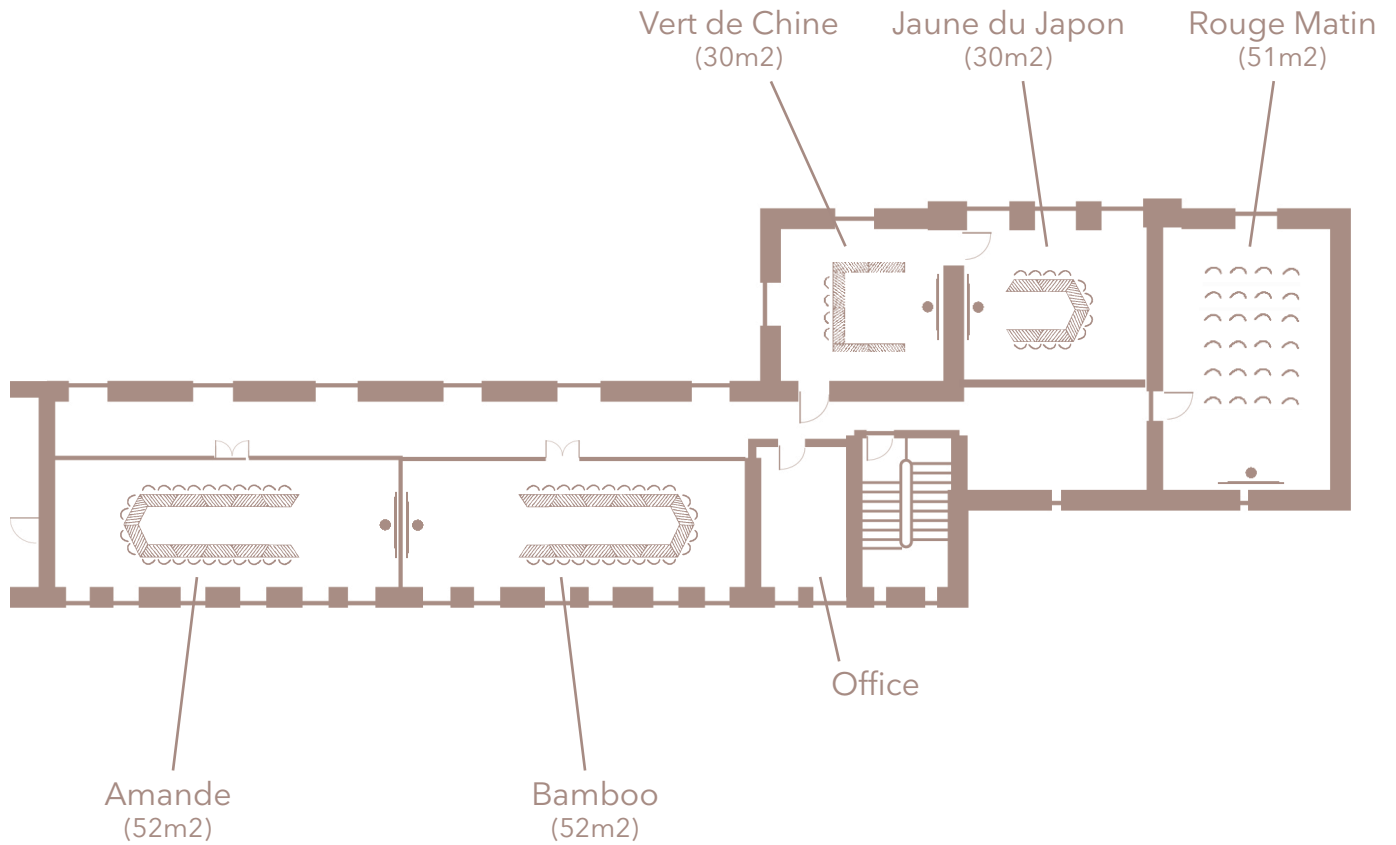 Vert de Chine
(30m2)
Jaune du Japon
(30m2)
Rouge Matin
(51m2)
Office
Amande
(52m2)
Bamboo
(52m2)